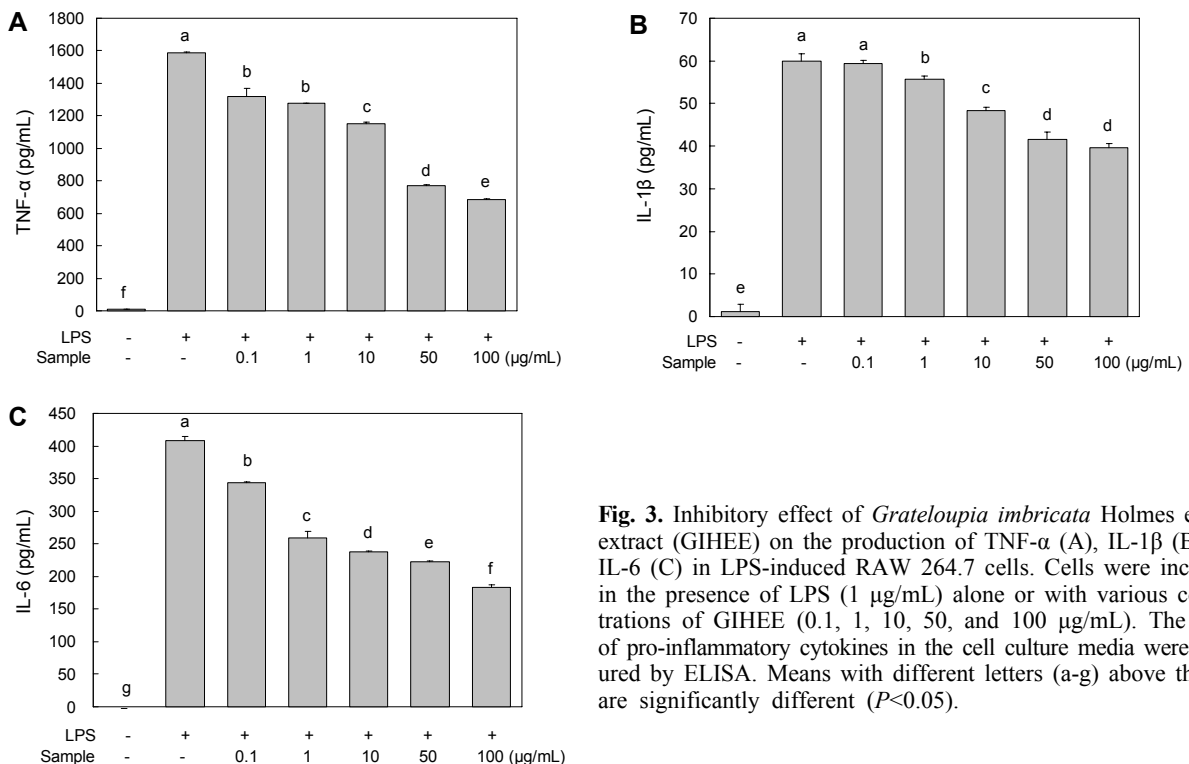 A
1800
1600
1400
1200
1000
800
600
400
200
0
TNF-α (pg/mL)
f a b b c d e
LPS - + + + + + +
Sample - - 0.1 1 10 50 100 (μg/mL)
B
70
60
50
40
30
20
10
0
IL-1β (pg/mL)
e a a b c d d
LPS - + + + + + +
Sample - - 0.1 1 10 50 100 (μg/mL)
C
450
400
350
300
250
200
150
100
50
0
IL-6 (pg/mL)
g a b c d e f
LPS - + + + + + +
Sample - - 0.1 1 10 50 100 (μg/mL)
Fig. 3. Inhibitory effect of Grateloupia imbricata Holmes
extract (GIHEE) on the production of TNF-α (A), IL-1β
IL-6 (C) in LPS-induced RAW 264.7 cells. Cells were
in the presence of LPS (1 μg/mL) alone or with various
trations of GIHEE (0.1, 1, 10, 50, and 100 μg/mL). The
of pro-inflammatory cytokines in the cell culture media were
ured by ELISA. Means with different letters (a-g) above
are significantly different (P<0.05).